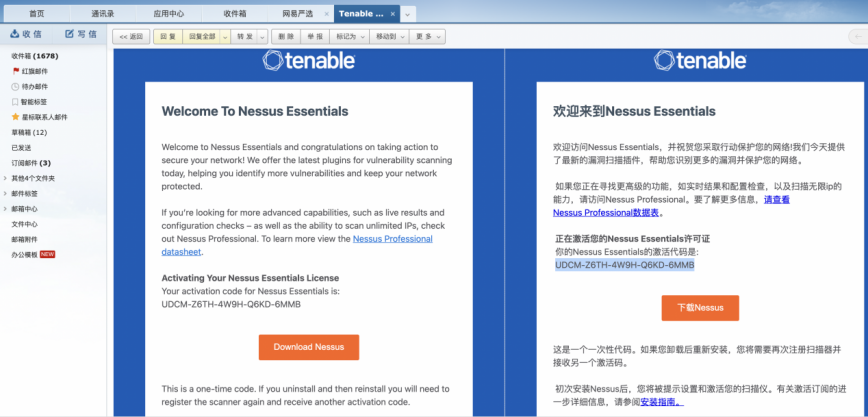 首页 通讯录 应用中心 收件箱 网易严选 × Tenable ... ×
收信 写信
<< 返回 回复 回复全部 转发 删除 举报 标记为 移动到 更多
收件箱 (1678)
红旗邮件
待办邮件
智能标签
星标联系人邮件
草稿箱 (12)
已发送
订阅邮件 (3)
其他4个文件夹
邮件标签
邮箱中心
文件中心
邮箱附件
办公模板 NEW
tenable
Welcome To Nessus Essentials
Welcome to Nessus Essentials and congratulations on taking action to
secure your network! We offer the latest plugins for vulnerability scanning
today, helping you identify more vulnerabilities and keep your network
protected.
If you're looking for more advanced capabilities, such as live results and
configuration checks – as well as the ability to scan unlimited IPs, check
out Nessus Professional. To learn more view the Nessus Professional
datasheet.
Activating Your Nessus Essentials License
Your activation code for Nessus Essentials is:
UDCM-Z6TH-4W9H-Q6KD-6MMB
Download Nessus
This is a one-time code. If you uninstall and then reinstall you will need to
register the scanner again and receive another activation code.
tenable
欢迎来到Nessus Essentials
欢迎访问Nessus Essentials，并祝贺您采取行动保护您的网络!我们今天提供
了最新的漏洞扫描插件，帮助您识别更多的漏洞并保护您的网络。
如果您正在寻找更高级的功能，如实时结果和配置检查，以及扫描无限ip的
能力，请访问Nessus Professional。要了解更多信息，请查看
Nessus Professional数据表。
正在激活您的Nessus Essentials许可证
你的Nessus Essentials的激活代码是:
UDCM-Z6TH-4W9H-Q6KD-6MMB
下载Nessus
这是一个一次性代码。如果您卸载后重新安装，您将需要再次注册扫描器并
接收另一个激活码。
初次安装Nessus后，您将被提示设置和激活您的扫描仪。有关激活订阅的进
一步详细信息，请参阅安装指南。